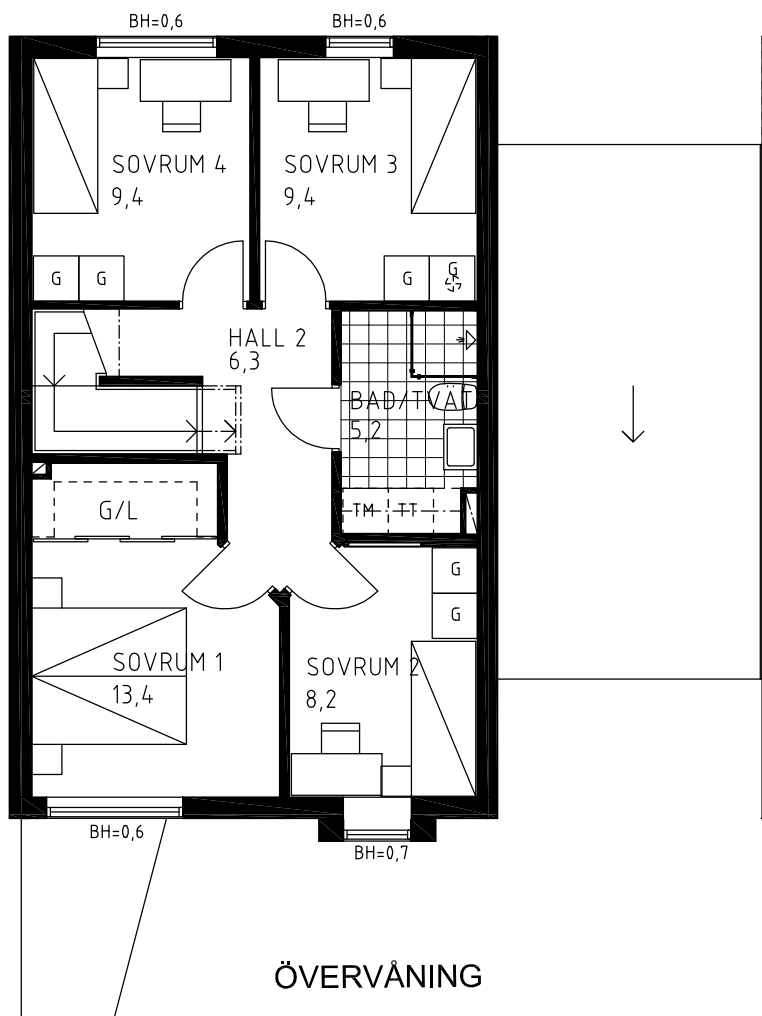 BH=0,6
BH=0,6
SOVRUM 4
9,4
SOVRUM 3
9,4
G
G
G
G
HALL 2
6,3
BAD/TVÄTT
5,2
G/L
TM
TT
G
G
SOVRUM 1
13,4
SOVRUM 2
8,2
BH=0,6
BH=0,7
ÖVERVÅNING